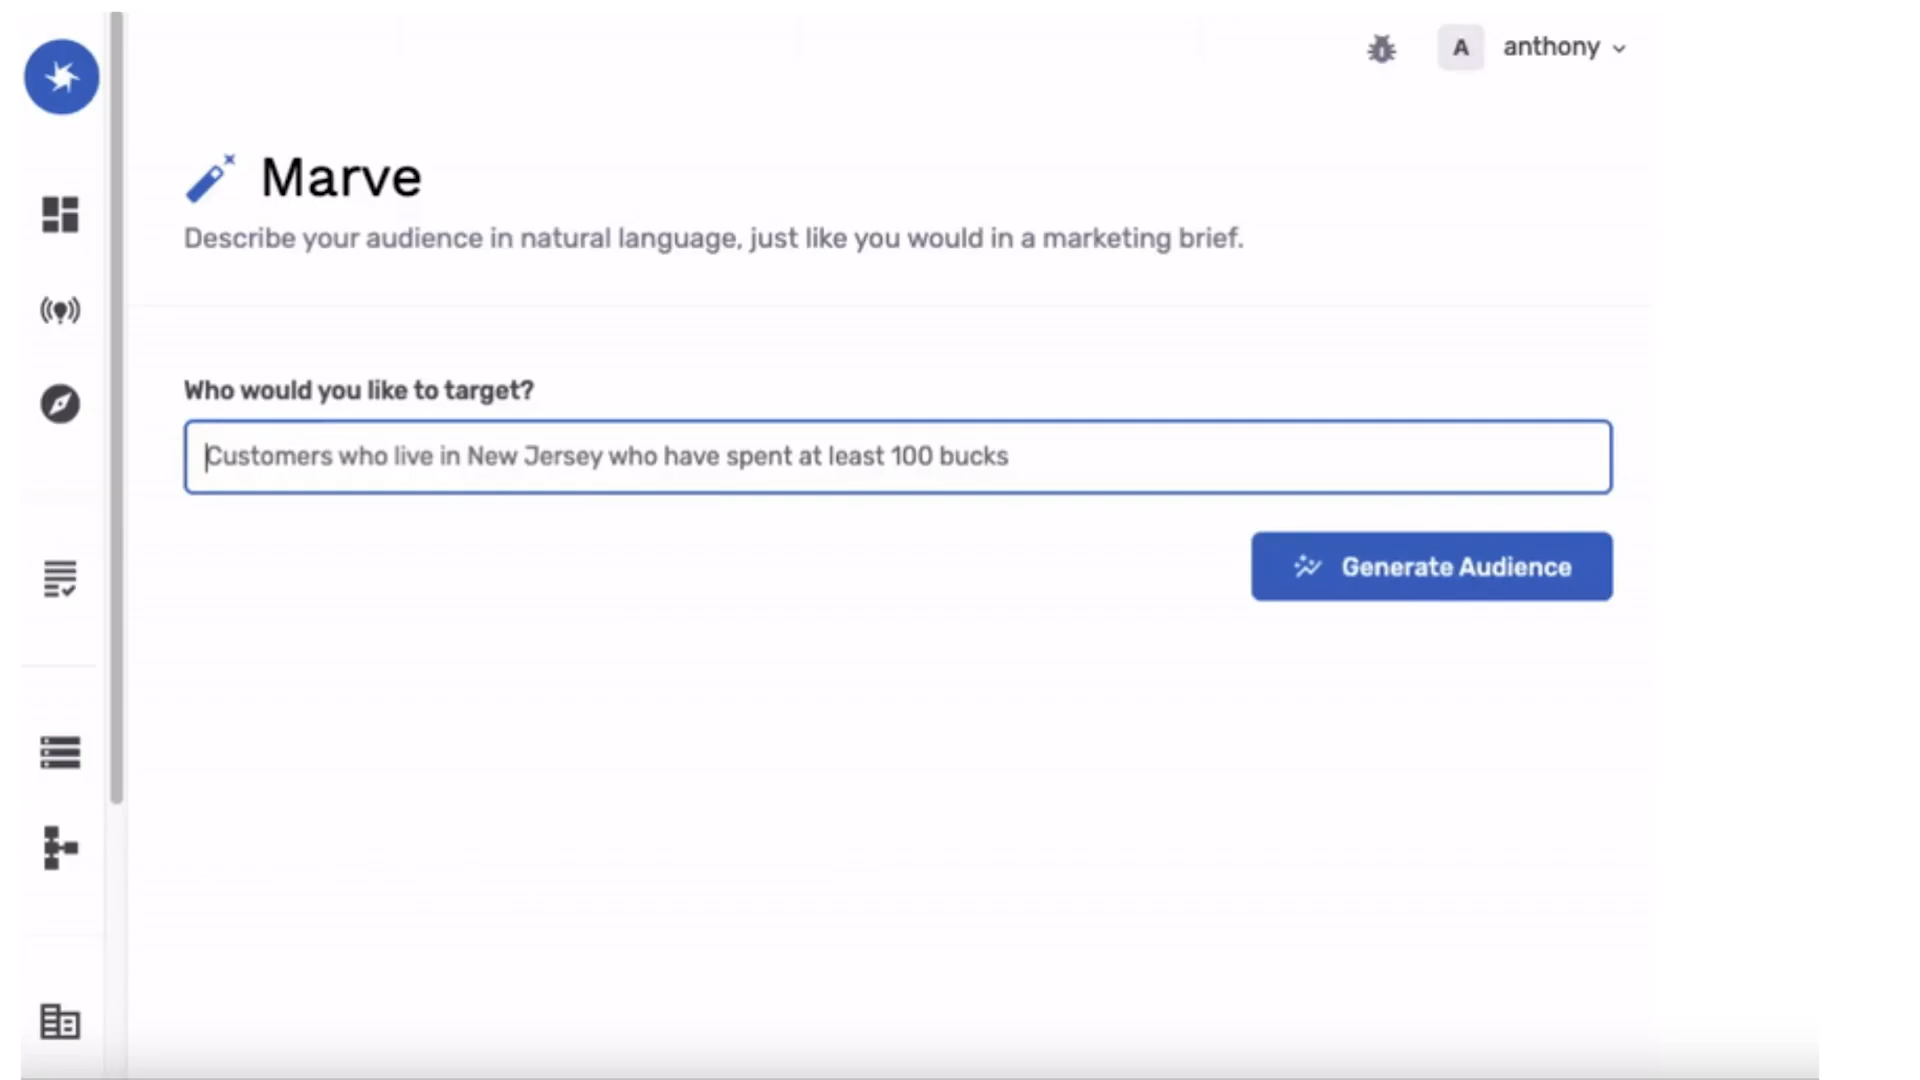 A anthony
Marve
Describe your audience in natural language, just like you would in a marketing brief.
Who would you like to target?
Customers who live in New Jersey who have spent at least 100 bucks
Generate Audience